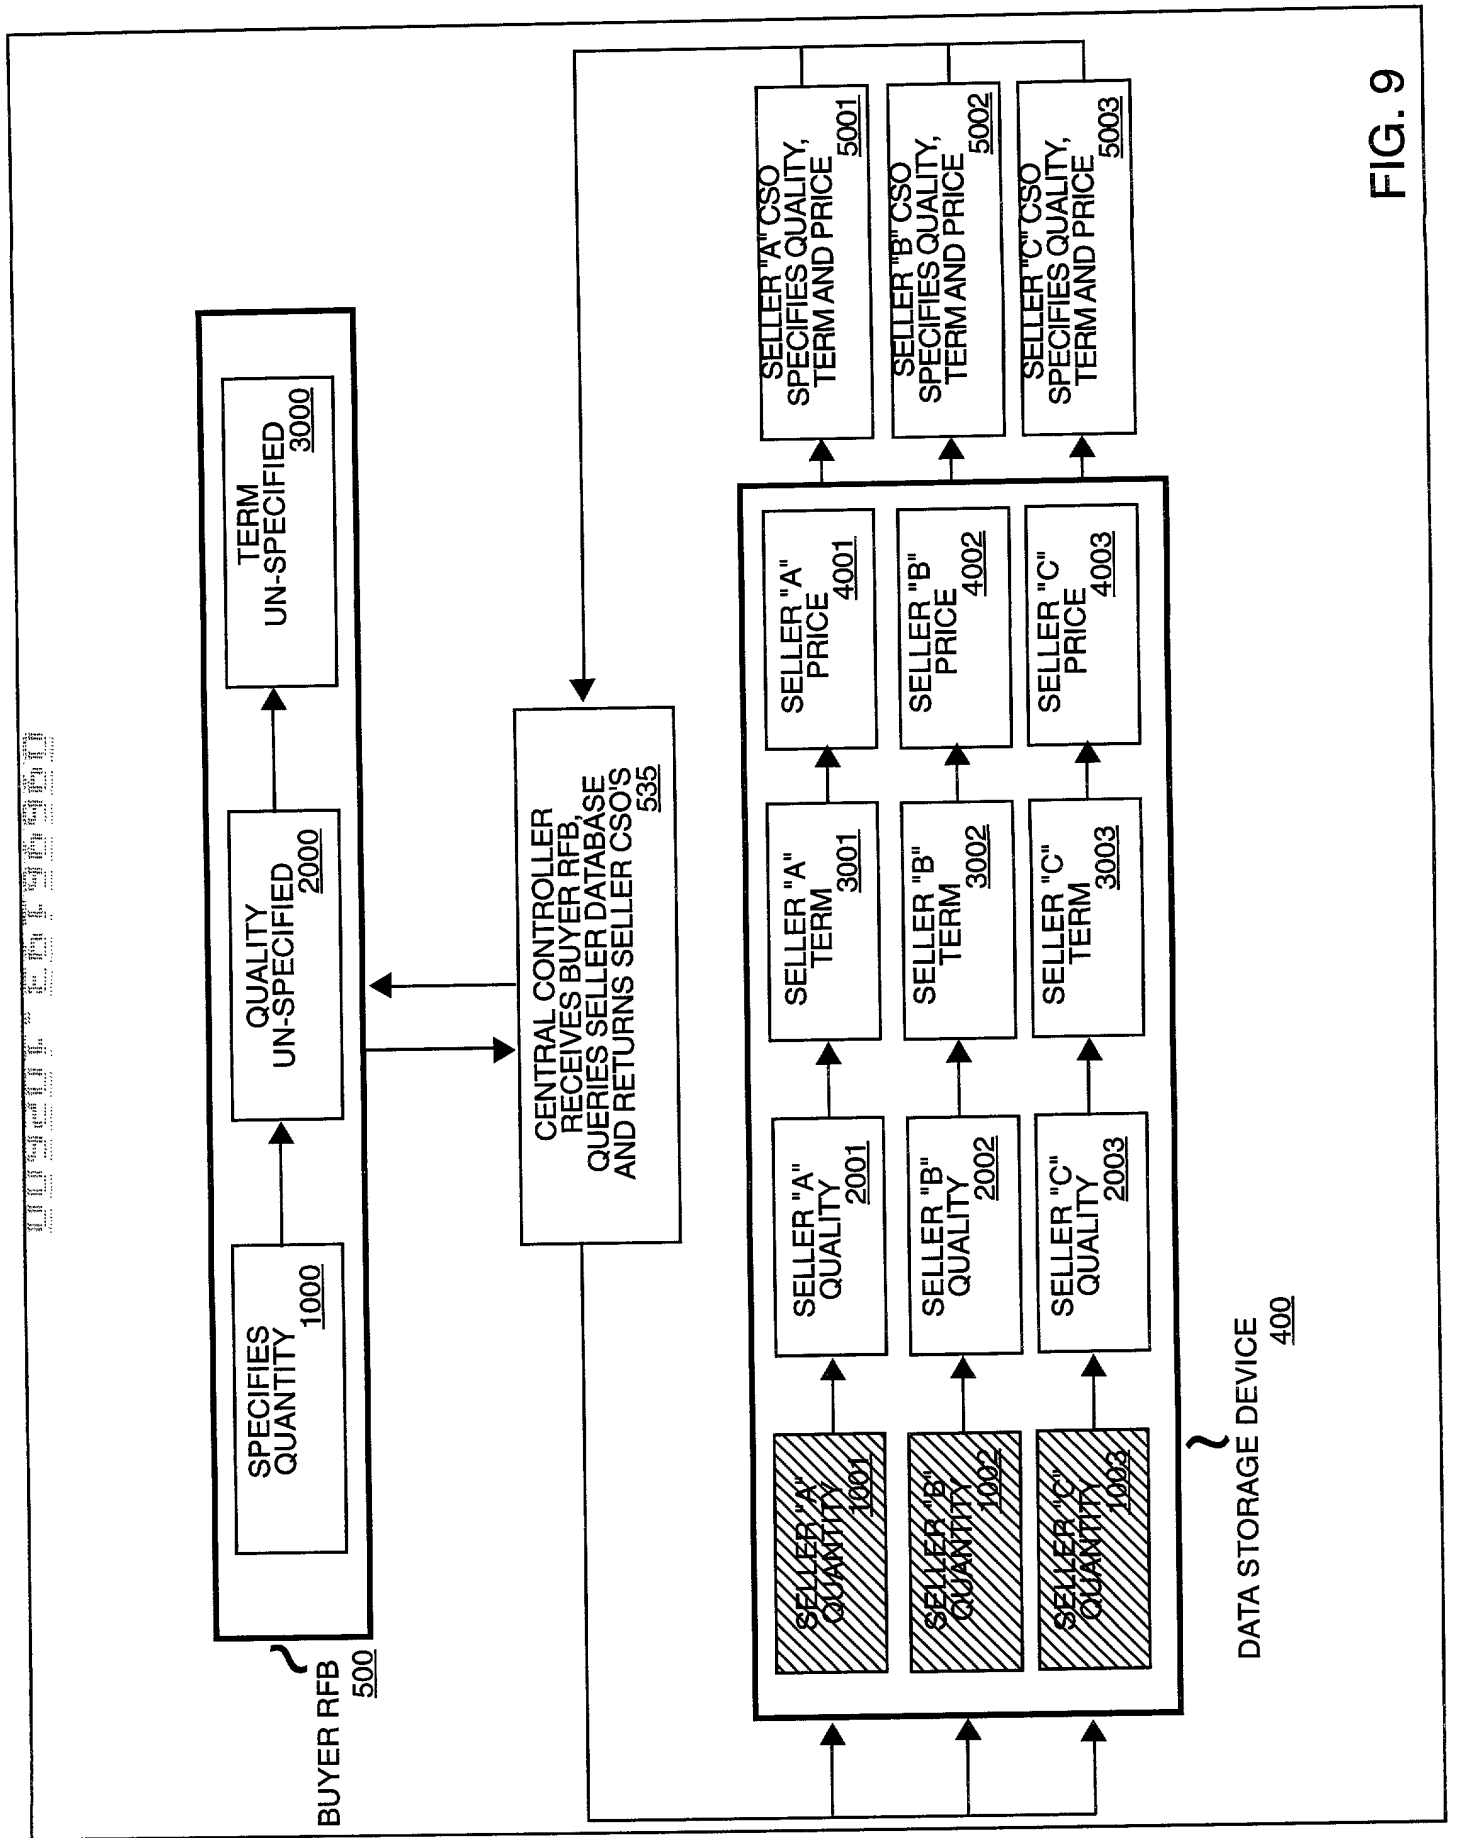 SPECIFIES
QUANTITY
1000
QUALITY
UN-SPECIFIED
2000
TERM
UN-SPECIFIED
3000
BUYER RFB
500
CENTRAL CONTROLLER
RECEIVES BUYER RFB,
QUERIES SELLER DATABASE
AND RETURNS SELLER CSO'S
535
SELLER "A"
QUANTITY
1001
SELLER "A"
QUALITY
2001
SELLER "A"
TERM
3001
SELLER "A"
PRICE
4001
SELLER "A" CSO
SPECIFIES QUALITY,
TERM AND PRICE
5001
SELLER "B"
QUANTITY
1002
SELLER "B"
QUALITY
2002
SELLER "B"
TERM
3002
SELLER "B"
PRICE
4002
SELLER "B" CSO
SPECIFIES QUALITY,
TERM AND PRICE
5002
SELLER "C"
QUANTITY
1003
SELLER "C"
QUALITY
2003
SELLER "C"
TERM
3003
SELLER "C"
PRICE
4003
SELLER "C" CSO
SPECIFIES QUALITY,
TERM AND PRICE
5003
DATA STORAGE DEVICE
400
FIG. 9